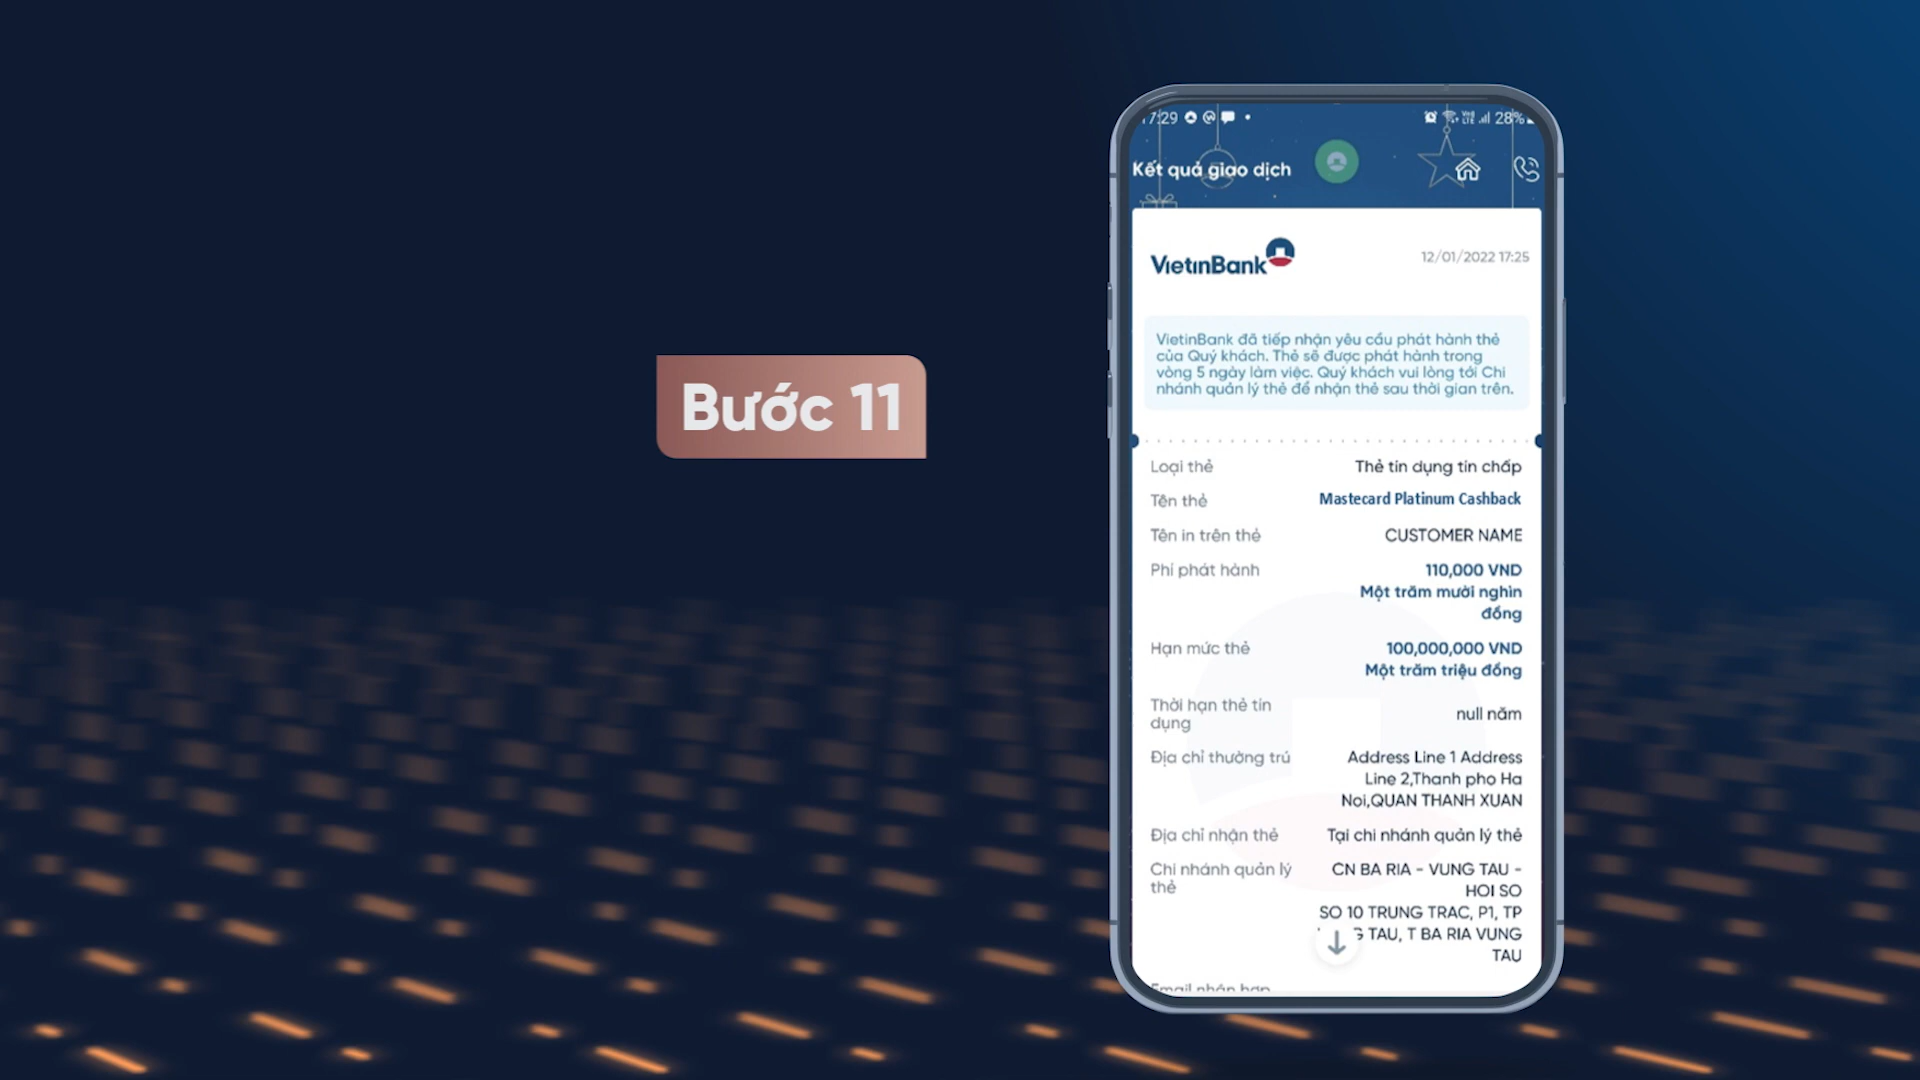 Bước 11
17:29
28%
Kết quả giao dịch
VietinBank
12/01/2022 17:25
VietinBank đã tiếp nhận yêu cầu phát hành thẻ
của Quý khách. Thẻ sẽ được phát hành trong
vòng 5 ngày làm việc. Quý khách vui lòng tới Chi
nhánh quản lý thẻ để nhận thẻ sau thời gian trên.
Loại thẻ Thẻ tín dụng tín chấp
Tên thẻ Mastecard Platinum Cashback
Tên in trên thẻ CUSTOMER NAME
Phí phát hành 110,000 VND
Một trăm mười nghìn
đồng
Hạn mức thẻ 100,000,000 VND
Một trăm triệu đồng
Thời hạn thẻ tín
dụng
null năm
Địa chỉ thường trú Address Line 1 Address
Line 2,Thanh pho Ha
Noi,QUAN THANH XUAN
Địa chỉ nhận thẻ Tại chi nhánh quản lý thẻ
Chi nhánh quản lý
thẻ
CN BA RIA - VUNG TAU -
HOI SO
SO 10 TRUNG TRAC, P1, TP
TAU, T BA RIA VUNG
TAU